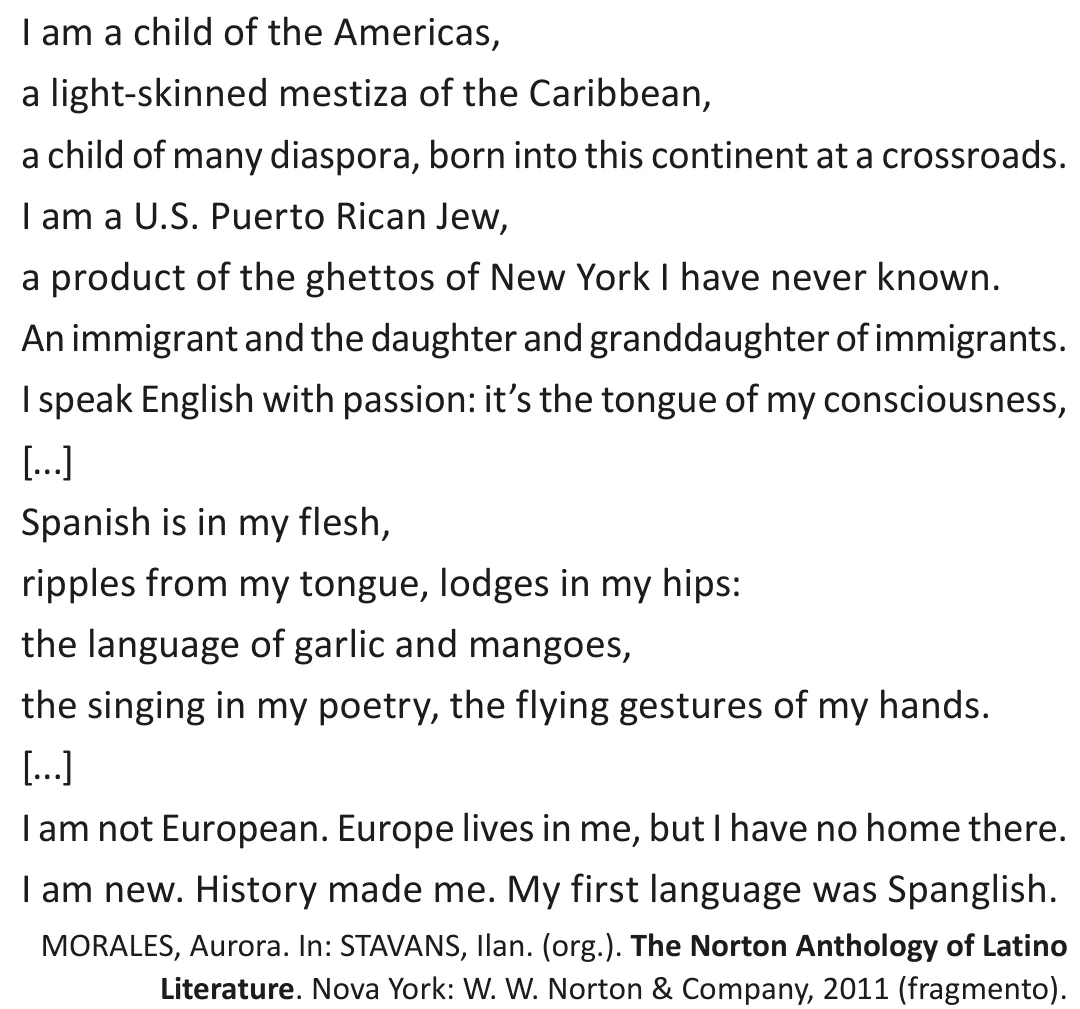 I am a child of the Americas,
a light-skinned mestiza of the Caribbean,
a child of many diaspora, born into this continent at a crossroads.
I am a U.S. Puerto Rican Jew,
a product of the ghettos of New York I have never known.
An immigrant and the daughter and granddaughter of immigrants.
I speak English with passion: it’s the tongue of my consciousness,
[...]
Spanish is in my flesh,
ripples from my tongue, lodges in my hips:
the language of garlic and mangoes,
the singing in my poetry, the flying gestures of my hands.
[...]
I am not European. Europe lives in me, but I have no home there.
I am new. History made me. My first language was Spanglish.
MORALES, Aurora. In: STAVANS, Ilan. (org.). The Norton Anthology of Latino
Literature. Nova York: W. W. Norton & Company, 2011 (fragmento).